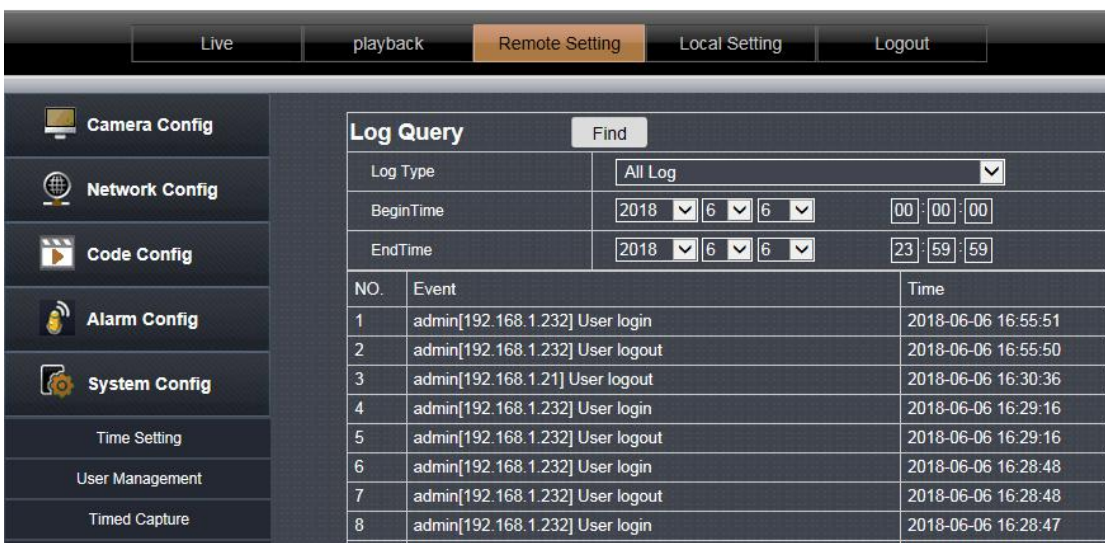 Live playback Remote Setting Local Setting Logout
Camera Config
Network Config
Code Config
Alarm Config
System Config
Time Setting
User Management
Timed Capture
Log Query Find
Log Type All Log
BeginTime 2018 6 6 00:00:00
EndTime 2018 6 6 23:59:59
NO. Event Time
1 admin[192.168.1.232] User login 2018-06-06 16:55:51
2 admin[192.168.1.232] User logout 2018-06-06 16:55:50
3 admin[192.168.1.21] User logout 2018-06-06 16:30:36
4 admin[192.168.1.232] User login 2018-06-06 16:29:16
5 admin[192.168.1.232] User logout 2018-06-06 16:29:16
6 admin[192.168.1.232] User login 2018-06-06 16:28:48
7 admin[192.168.1.232] User logout 2018-06-06 16:28:48
8 admin[192.168.1.232] User login 2018-06-06 16:28:47